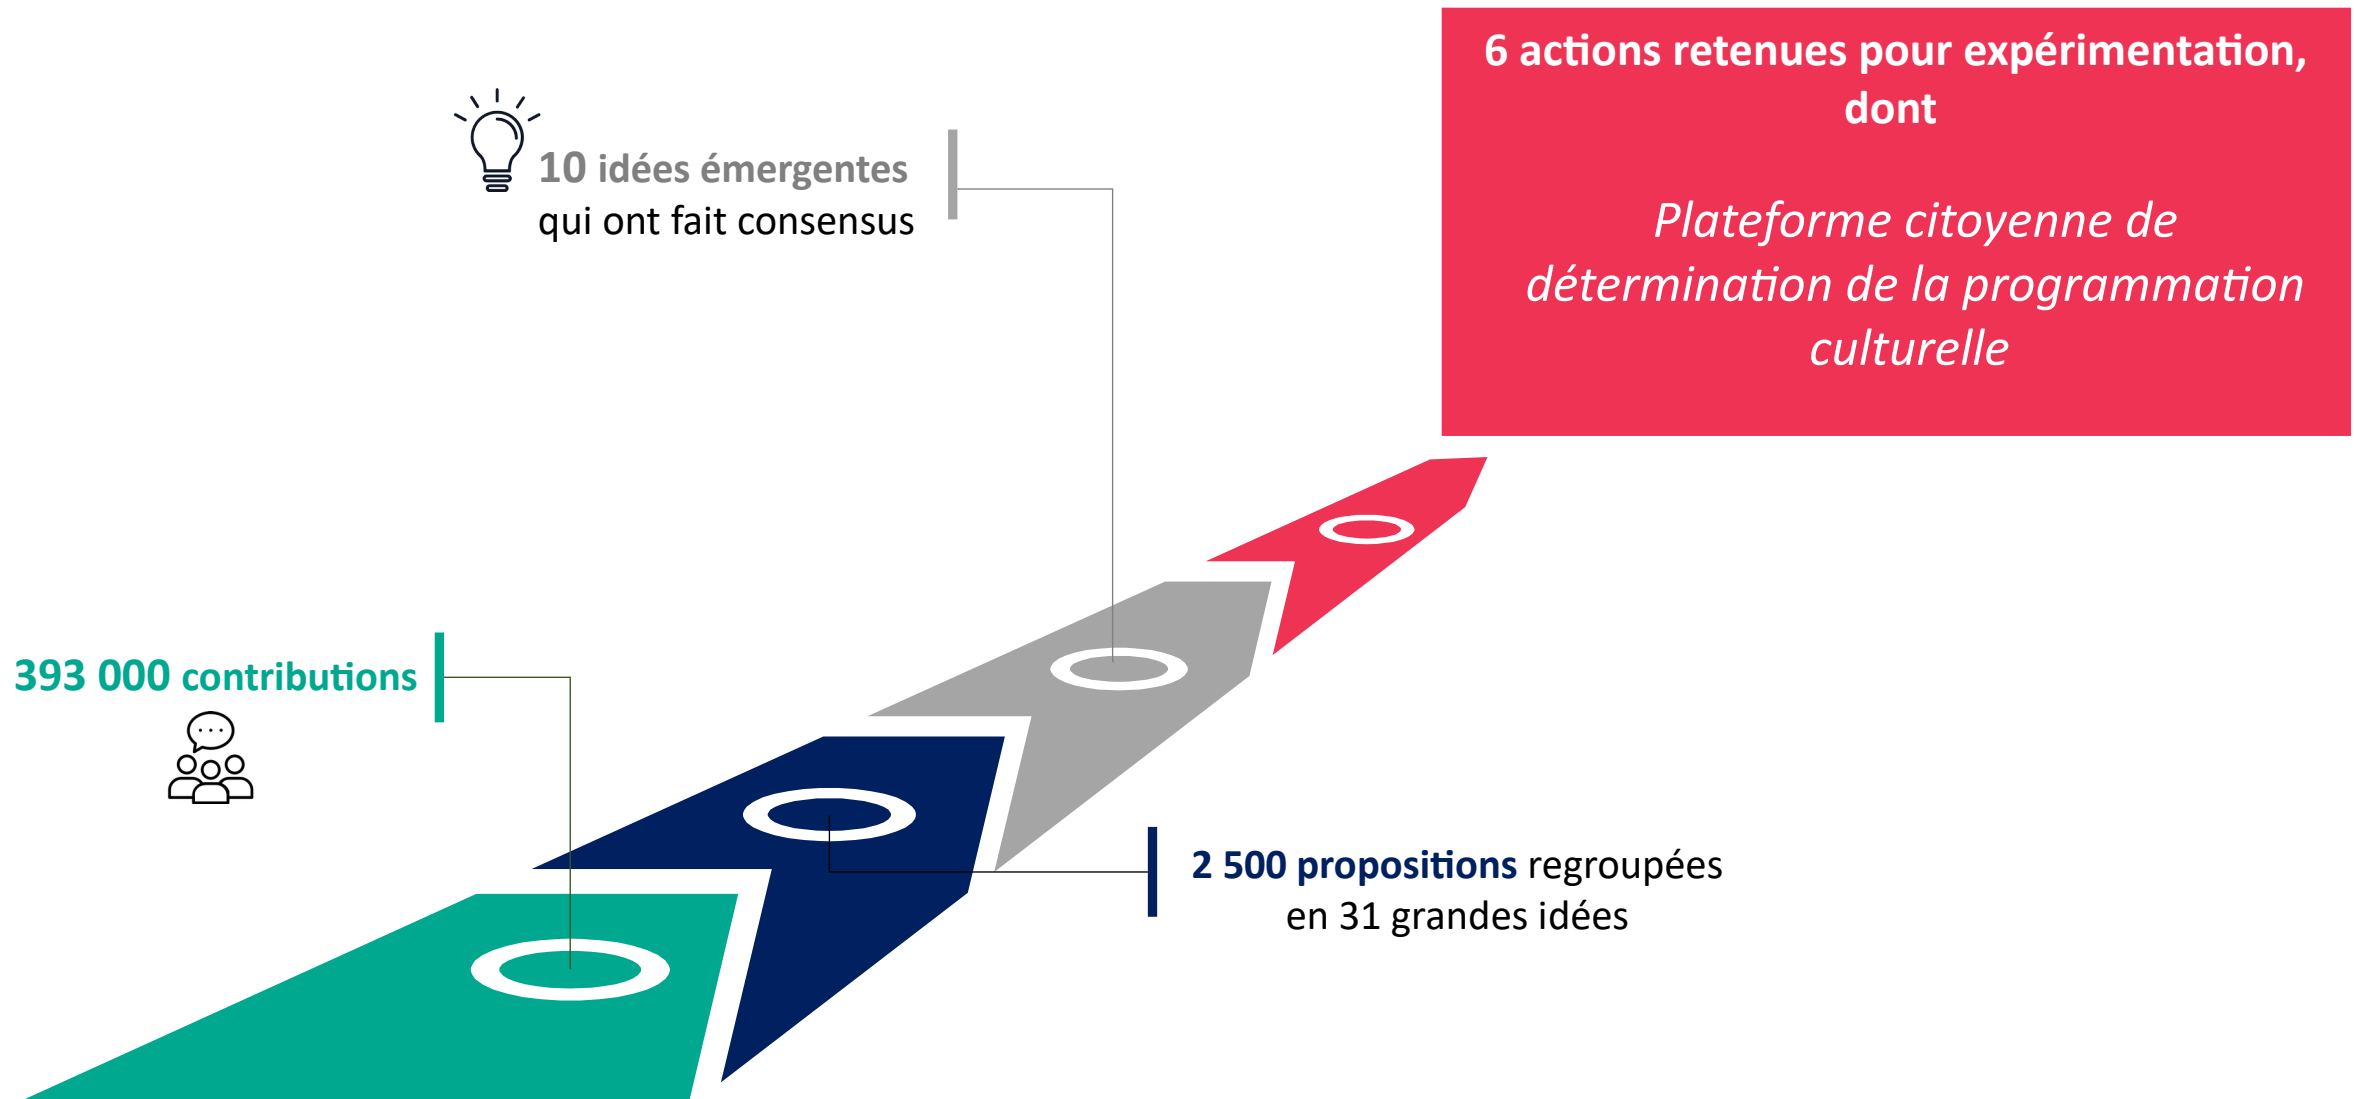 6 actions retenues pour expérimentation,
dont
Plateforme citoyenne de
détermination de la programmation
culturelle
10 idées émergentes
qui ont fait consensus
393 000 contributions
2 500 propositions regroupées
en 31 grandes idées